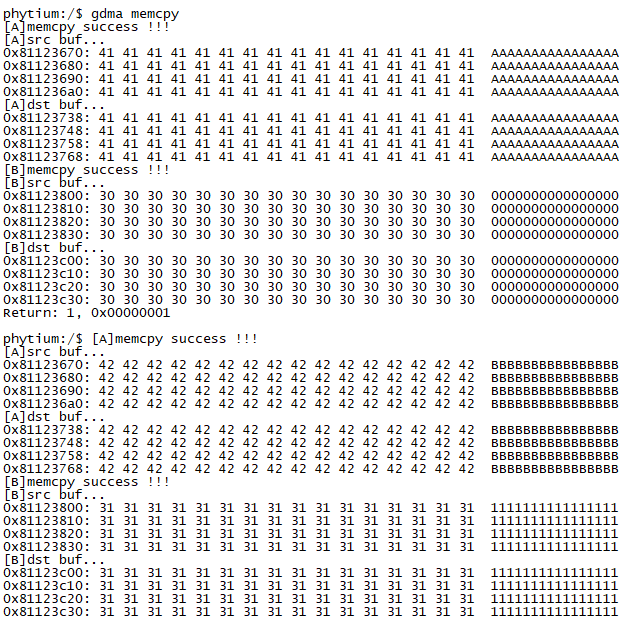 phytium:/$ gdma memcpy
[A]memcpy success !!!
[A]src buf...
0x81123670: 41 41 41 41 41 41 41 41 41 41 41 41 41 41 41 41  AAAAAAAAAAAAAAAA
0x81123680: 41 41 41 41 41 41 41 41 41 41 41 41 41 41 41 41  AAAAAAAAAAAAAAAA
0x81123690: 41 41 41 41 41 41 41 41 41 41 41 41 41 41 41 41  AAAAAAAAAAAAAAAA
0x811236a0: 41 41 41 41 41 41 41 41 41 41 41 41 41 41 41 41  AAAAAAAAAAAAAAAA
[A]dst buf...
0x81123738: 41 41 41 41 41 41 41 41 41 41 41 41 41 41 41 41  AAAAAAAAAAAAAAAA
0x81123748: 41 41 41 41 41 41 41 41 41 41 41 41 41 41 41 41  AAAAAAAAAAAAAAAA
0x81123758: 41 41 41 41 41 41 41 41 41 41 41 41 41 41 41 41  AAAAAAAAAAAAAAAA
0x81123768: 41 41 41 41 41 41 41 41 41 41 41 41 41 41 41 41  AAAAAAAAAAAAAAAA
[B]memcpy success !!!
[B]src buf...
0x81123800: 30 30 30 30 30 30 30 30 30 30 30 30 30 30 30 30  0000000000000000
0x81123810: 30 30 30 30 30 30 30 30 30 30 30 30 30 30 30 30  0000000000000000
0x81123820: 30 30 30 30 30 30 30 30 30 30 30 30 30 30 30 30  0000000000000000
0x81123830: 30 30 30 30 30 30 30 30 30 30 30 30 30 30 30 30  0000000000000000
[B]dst buf...
0x81123c00: 30 30 30 30 30 30 30 30 30 30 30 30 30 30 30 30  0000000000000000
0x81123c10: 30 30 30 30 30 30 30 30 30 30 30 30 30 30 30 30  0000000000000000
0x81123c20: 30 30 30 30 30 30 30 30 30 30 30 30 30 30 30 30  0000000000000000
0x81123c30: 30 30 30 30 30 30 30 30 30 30 30 30 30 30 30 30  0000000000000000
Return: 1, 0x00000001
phytium:/$ [A]memcpy success !!!
[A]src buf...
0x81123670: 42 42 42 42 42 42 42 42 42 42 42 42 42 42 42 42  BBBBBBBBBBBBBBBB
0x81123680: 42 42 42 42 42 42 42 42 42 42 42 42 42 42 42 42  BBBBBBBBBBBBBBBB
0x81123690: 42 42 42 42 42 42 42 42 42 42 42 42 42 42 42 42  BBBBBBBBBBBBBBBB
0x811236a0: 42 42 42 42 42 42 42 42 42 42 42 42 42 42 42 42  BBBBBBBBBBBBBBBB
[A]dst buf...
0x81123738: 42 42 42 42 42 42 42 42 42 42 42 42 42 42 42 42  BBBBBBBBBBBBBBBB
0x81123748: 42 42 42 42 42 42 42 42 42 42 42 42 42 42 42 42  BBBBBBBBBBBBBBBB
0x81123758: 42 42 42 42 42 42 42 42 42 42 42 42 42 42 42 42  BBBBBBBBBBBBBBBB
0x81123768: 42 42 42 42 42 42 42 42 42 42 42 42 42 42 42 42  BBBBBBBBBBBBBBBB
[B]memcpy success !!!
[B]src buf...
0x81123800: 31 31 31 31 31 31 31 31 31 31 31 31 31 31 31 31  1111111111111111
0x81123810: 31 31 31 31 31 31 31 31 31 31 31 31 31 31 31 31  1111111111111111
0x81123820: 31 31 31 31 31 31 31 31 31 31 31 31 31 31 31 31  1111111111111111
0x81123830: 31 31 31 31 31 31 31 31 31 31 31 31 31 31 31 31  1111111111111111
[B]dst buf...
0x81123c00: 31 31 31 31 31 31 31 31 31 31 31 31 31 31 31 31  1111111111111111
0x81123c10: 31 31 31 31 31 31 31 31 31 31 31 31 31 31 31 31  1111111111111111
0x81123c20: 31 31 31 31 31 31 31 31 31 31 31 31 31 31 31 31  1111111111111111
0x81123c30: 31 31 31 31 31 31 31 31 31 31 31 31 31 31 31 31  1111111111111111